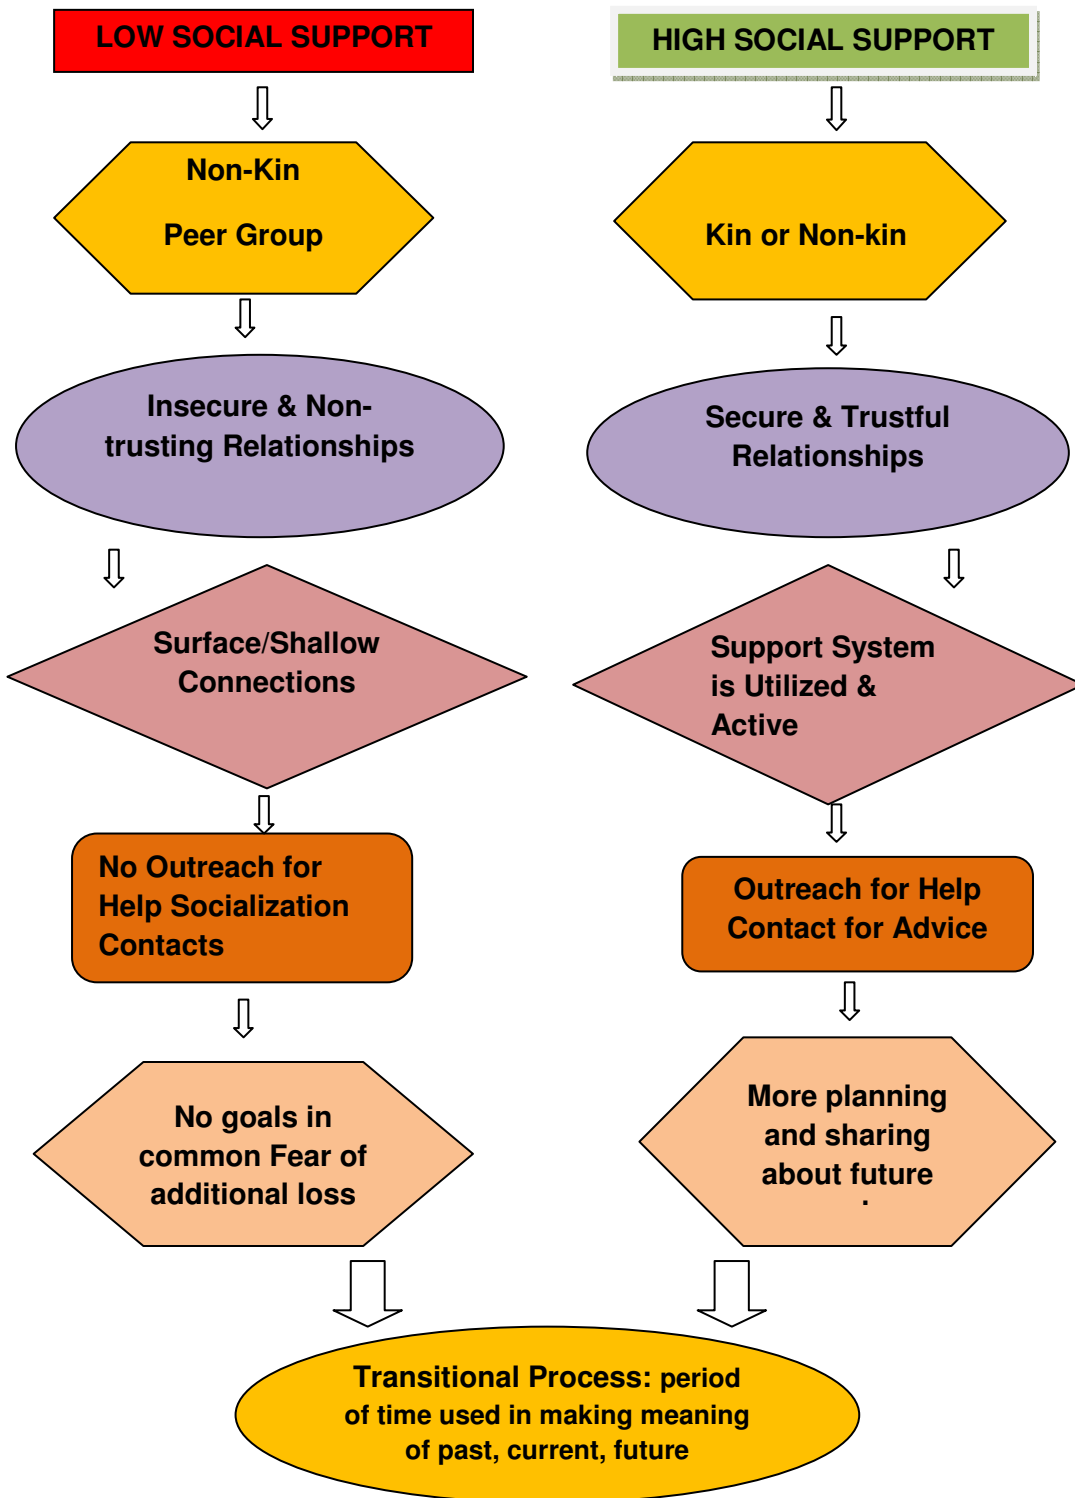 LOW SOCIAL SUPPORT
HIGH SOCIAL SUPPORT
Non-Kin
Peer Group
Kin or Non-kin
Insecure & Non-
trusting Relationships
Secure & Trustful
Relationships
Surface/Shallow
Connections
Support System
is Utilized &
Active
No Outreach for
Help Socialization
Contacts
Outreach for Help
Contact for Advice
No goals in
common Fear of
additional loss
More planning
and sharing
about future
.
Transitional Process: period
of time used in making meaning
of past, current, future